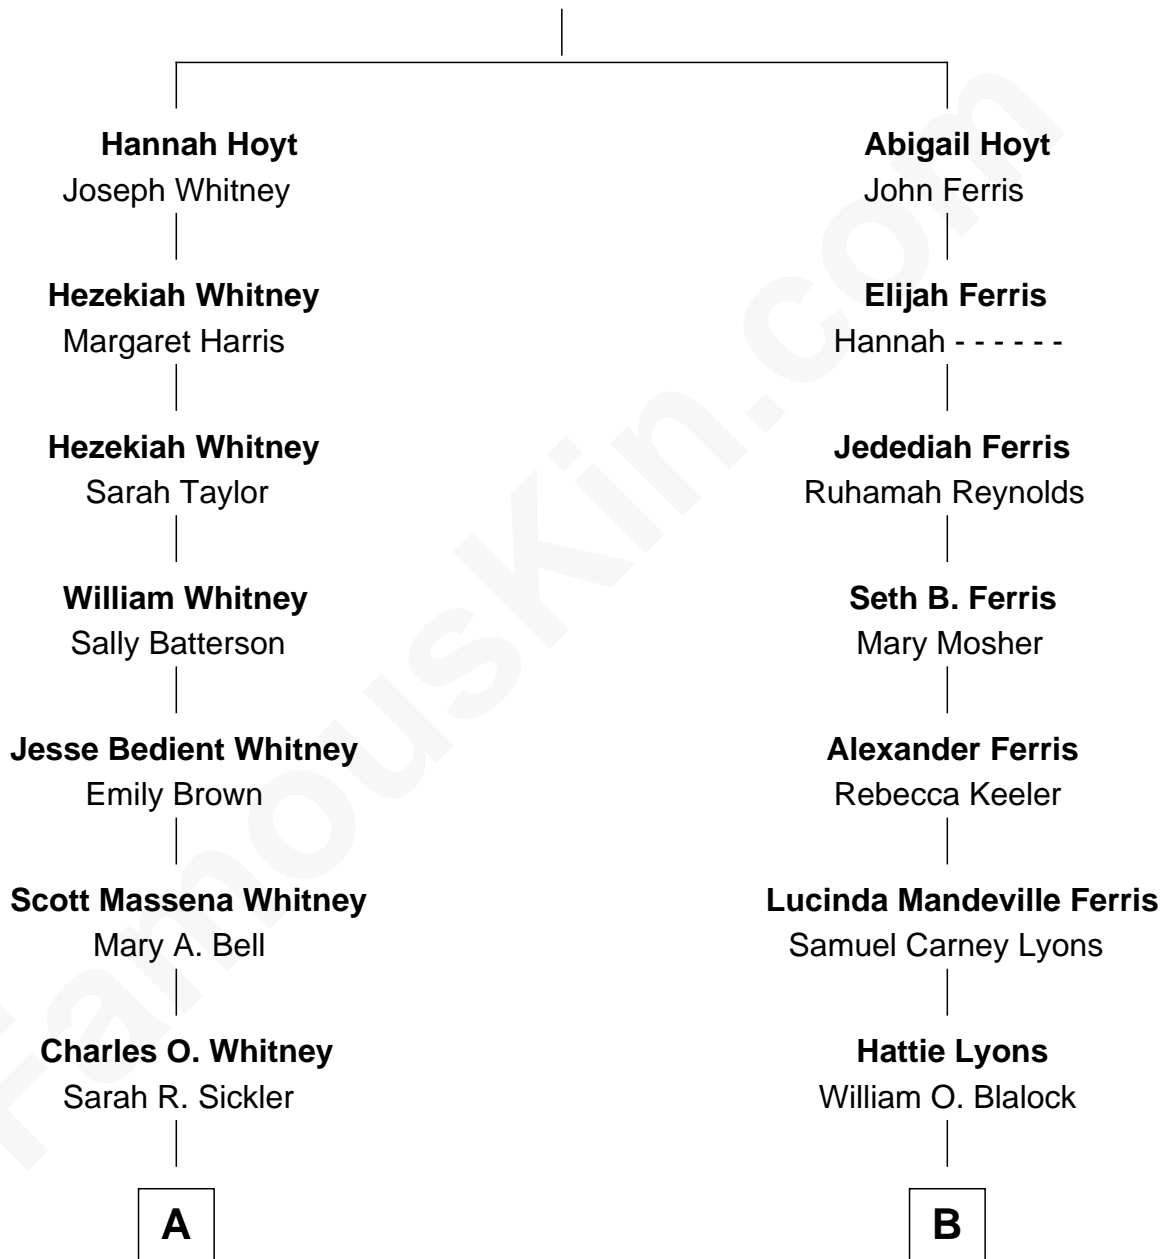 Hannah Hoyt
Joseph Whitney
Abigail Hoyt
John Ferris
Hezekiah Whitney
Margaret Harris
Elijah Ferris
Hannah - - - - - -
Hezekiah Whitney
Sarah Taylor
Jedediah Ferris
Ruhamah Reynolds
William Whitney
Sally Batterson
Seth B. Ferris
Mary Mosher
Jesse Bedient Whitney
Emily Brown
Alexander Ferris
Rebecca Keeler
Scott Massena Whitney
Mary A. Bell
Lucinda Mandeville Ferris
Samuel Carney Lyons
Charles O. Whitney
Sarah R. Sickler
Hattie Lyons
William O. Blalock
A
B
FamousKin.com